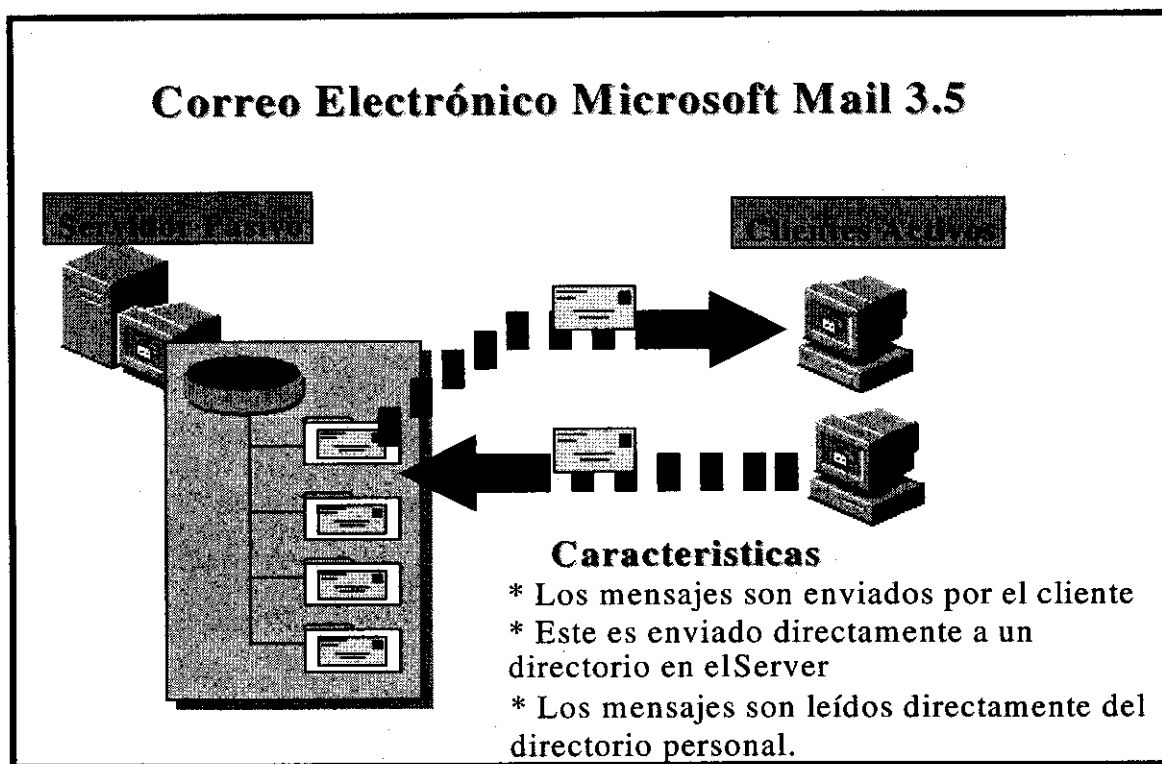 Correo Electrónico Microsoft Mail 3.5
Servidor Pasivo
Clientes Activos
Caracteristicas
* Los mensajes son enviados por el cliente
* Este es enviado directamente a un
directorio en elServer
* Los mensajes son leídos directamente del
directorio personal.